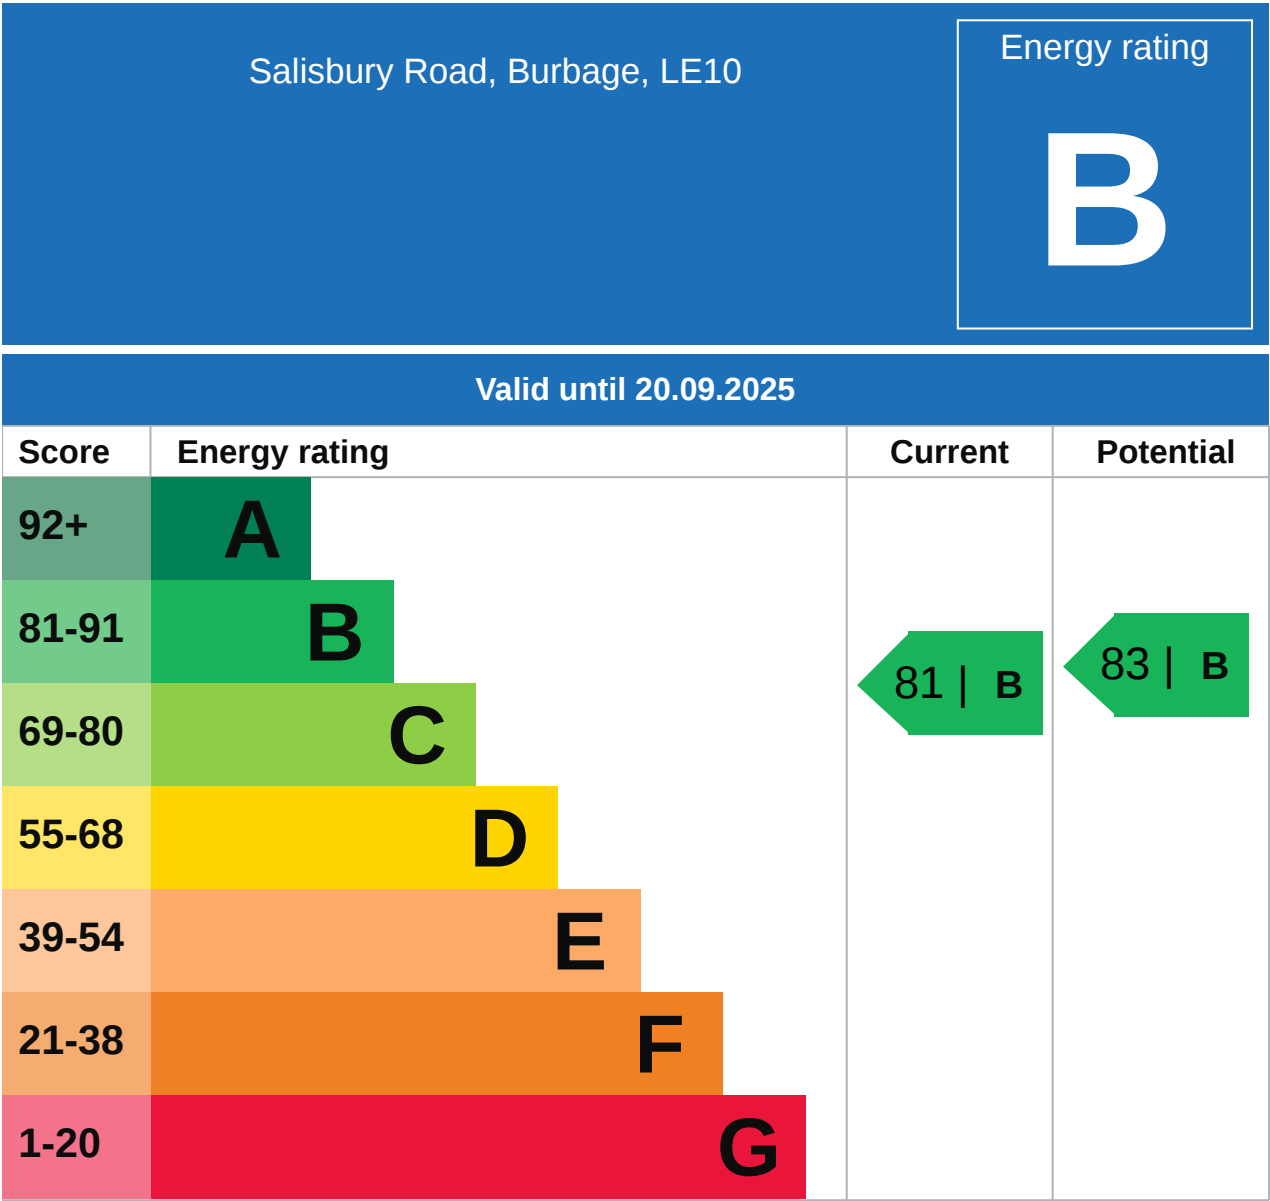 Salisbury Road, Burbage, LE10
Energy rating
B
Valid until 20.09.2025
Score Energy rating Current Potential
92+ A
81-91 B
81 | B
83 | B
69-80 C
55-68 D
39-54 E
21-38 F
1-20 G